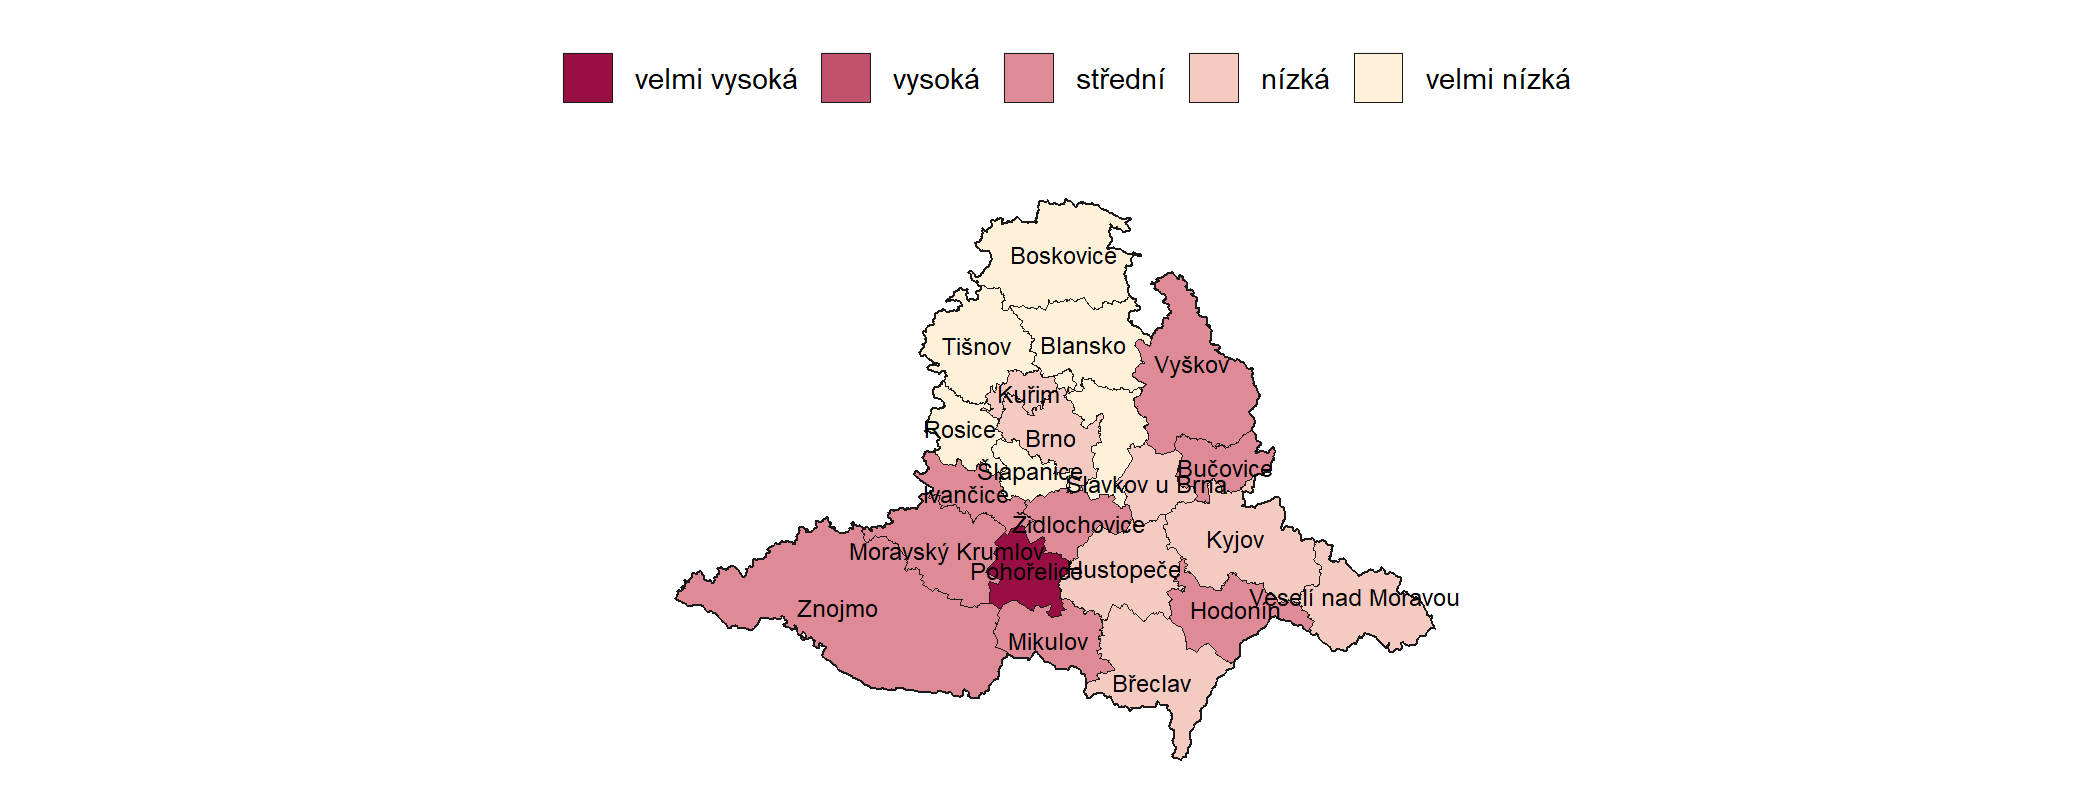 velmi vysoká vysoká střední nízká velmi nízká
Boskovice
Tišnov Blansko
Vyškov
Kuřim
Rosice Brno
Šlapanice Bučovice
Ivančice Slavkov u Brna
Židlochovice
Moravský Krumlov Kyjov
Pohořelice Hustopeče
Znojmo Hodonín Veselí nad Moravou
Mikulov
Břeclav